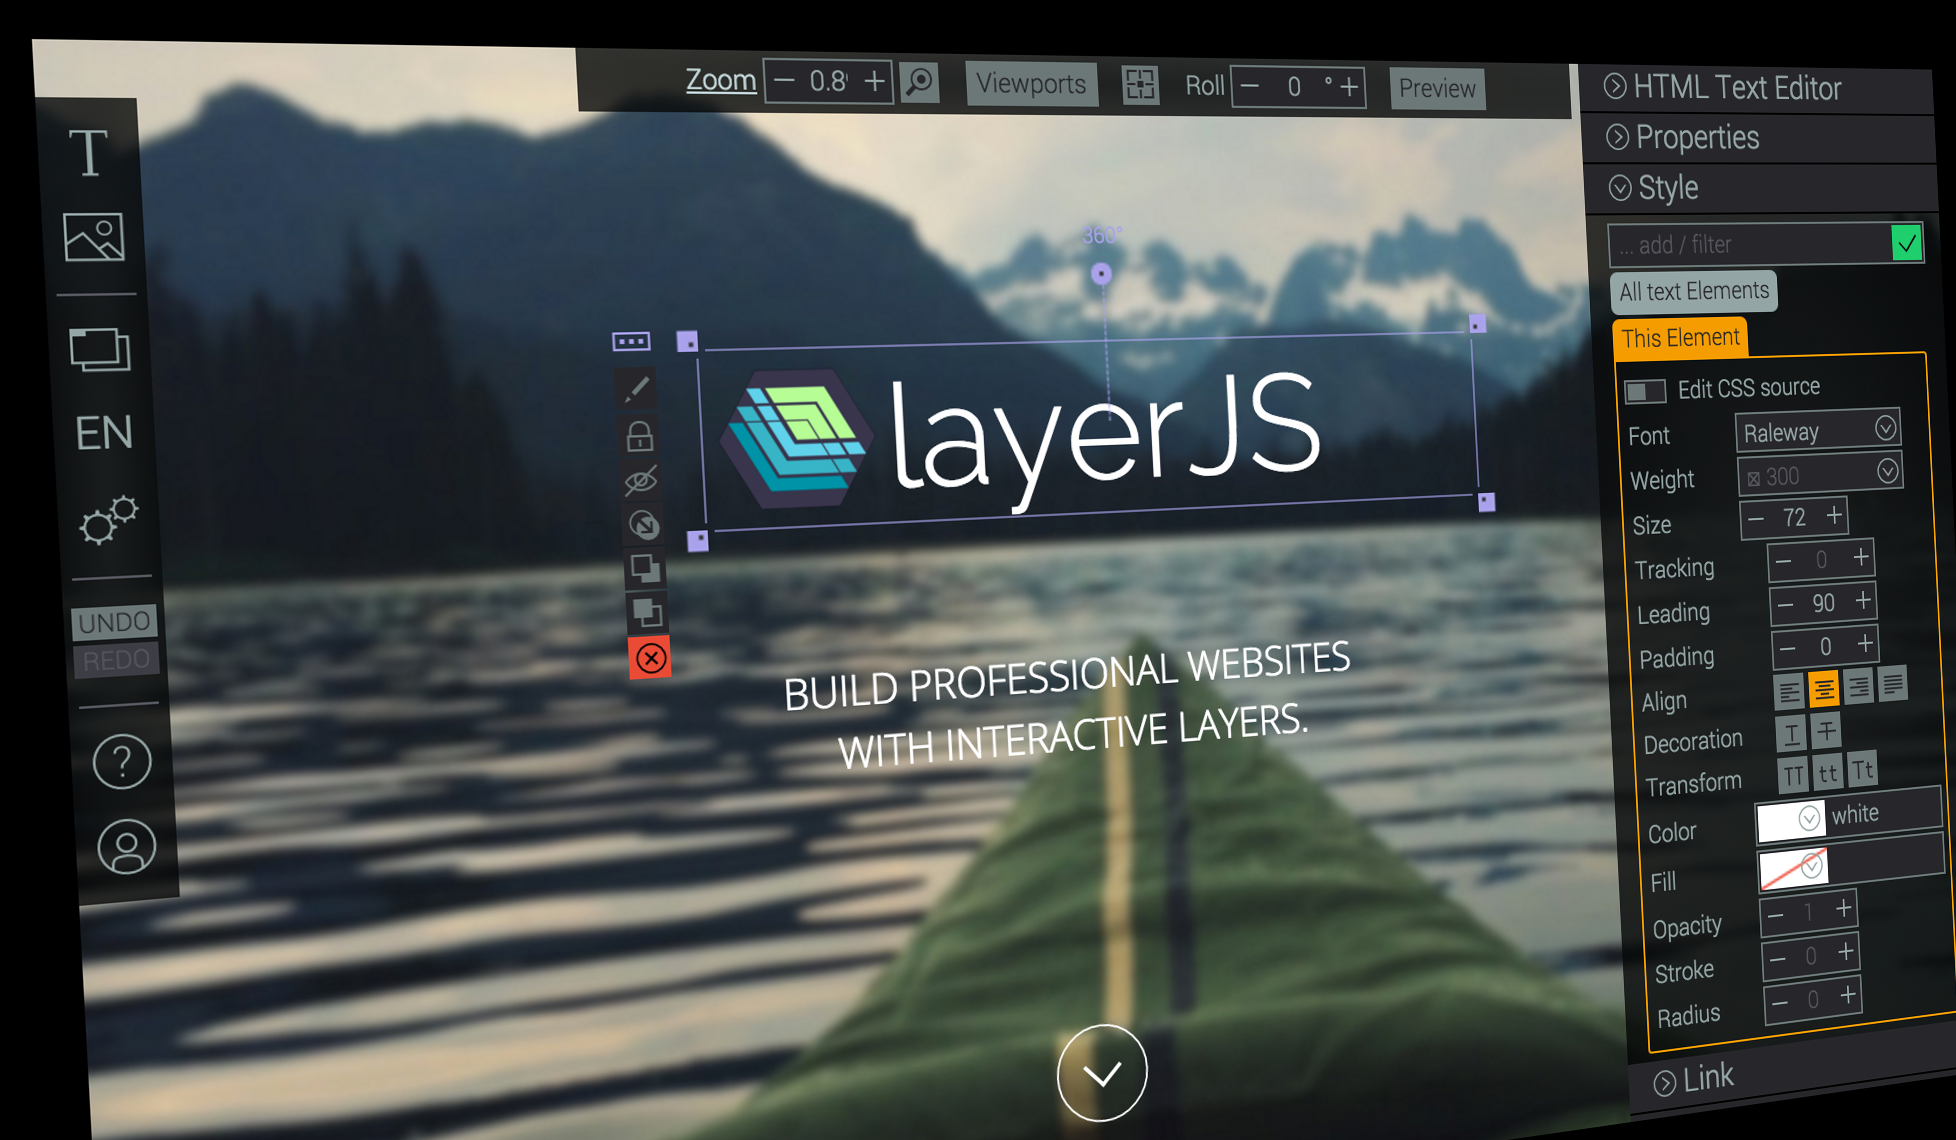 Zoom — 0.8 + Viewports Roll — 0 ° + Preview
T
EN
UNDO
REDO
?
360°
layerJS
BUILD PROFESSIONAL WEBSITES
WITH INTERACTIVE LAYERS.
HTML Text Editor
Properties
Style
... add / filter
All text Elements
This Element
Edit CSS source
Font Raleway
Weight 300
Size — 72 +
Tracking — 0 +
Leading — 90 +
Padding — 0 +
Align
Decoration T T
Transform TT tt Tt
Color white
Fill
Opacity — 1 +
Stroke — 0 +
Radius — 0 +
Link